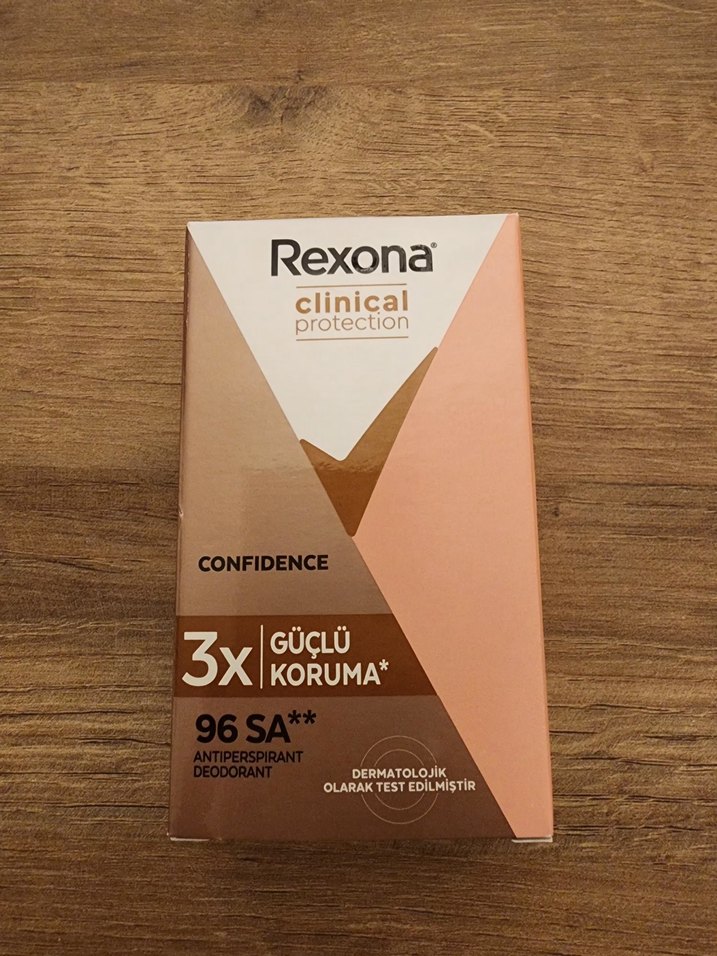 Rexona®
clinical
protection
CONFIDENCE
3x
GÜÇLÜ
KORUMA*
96 SA**
ANTIPERSPIRANT
DEODORANT
DERMATOLOJİK
OLARAK TEST EDİLMİŞTİR